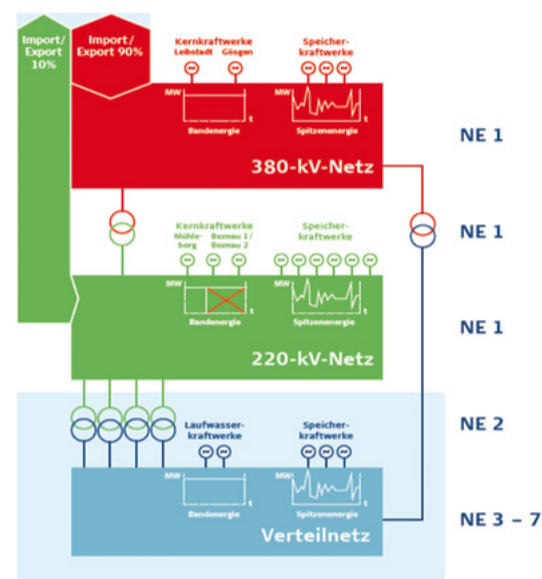 Import/
Export
10%
Import/
Export 90%
Kernkraftwerke
Leibstadt Gösgen
Speicher-
kraftwerke
MW
t
Bandenergie
MW
t
Spitzenenergie
380-kV-Netz
NE 1
NE 1
Kernkraftwerke
Mühle-
berg
Beznau 1 /
Beznau 2
Speicher-
kraftwerke
MW
t
Bandenergie
MW
t
Spitzenenergie
220-kV-Netz
NE 1
NE 2
Laufwasser-
kraftwerke
Speicher-
kraftwerke
MW
t
Bandenergie
MW
t
Spitzenenergie
Verteilnetz
NE 3 – 7